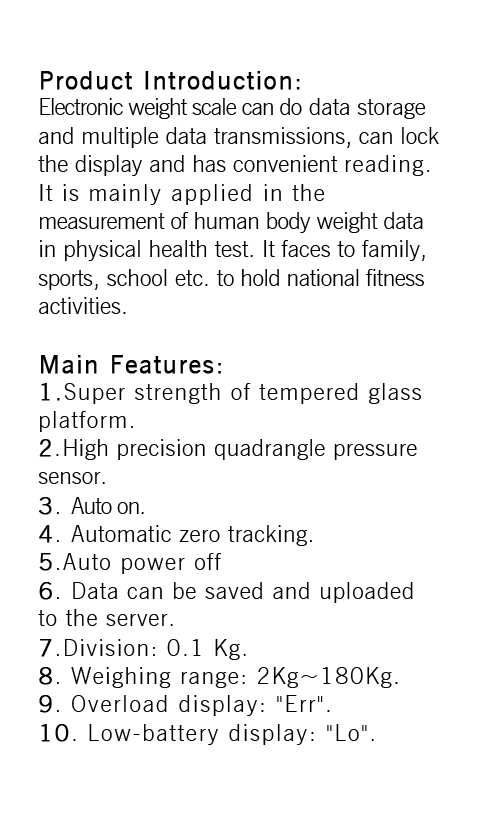 Product Introduction:
Electronic weight scale can do data storage
and multiple data transmissions, can lock
the display and has convenient reading.
It is mainly applied in the
measurement of human body weight data
in physical health test. It faces to family,
sports, school etc. to hold national fitness
activities.
Main Features:
1.Super strength of tempered glass
platform.
2.High precision quadrangle pressure
sensor.
3. Auto on.
4. Automatic zero tracking.
5.Auto power off
6. Data can be saved and uploaded
to the server.
7.Division: 0.1 Kg.
8. Weighing range: 2Kg~180Kg.
9. Overload display: "Err".
10. Low-battery display: "Lo".